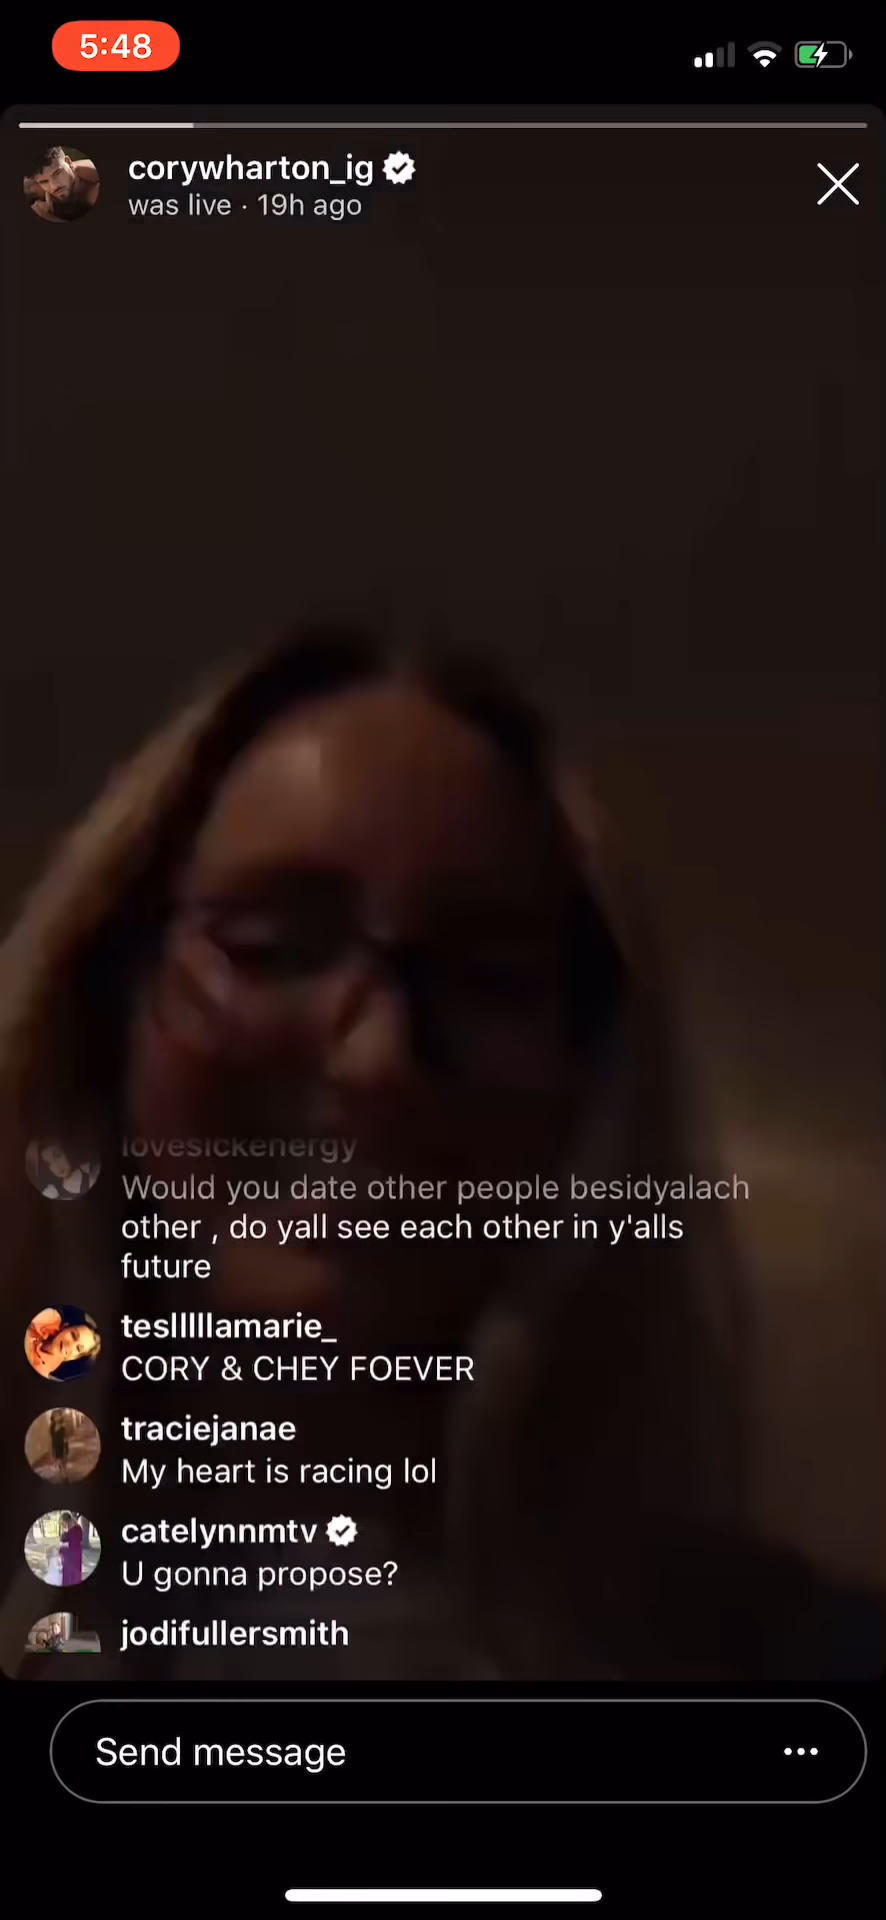 5:48
corywharton_ig
was live · 19h ago
lovesickenergy
Would you date other people besidyalach
other , do yall see each other in y'alls
future
teslllllamarie_
CORY & CHEY FOEVER
traciejanae
My heart is racing lol
catelynnmtv
U gonna propose?
jodifullersmith
Send message